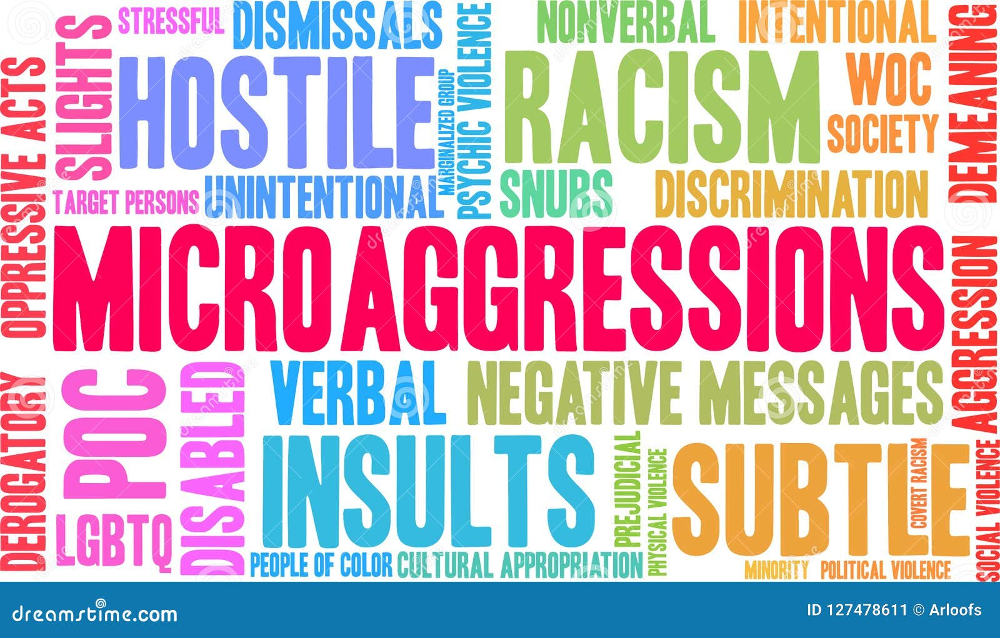 STRESSFUL
DISMISSALS
NONVERBAL
INTENTIONAL
SLIGHTS
HOSTILE
MARGINALIZED GROUP
PSYCHIC VIOLENCE
RACISM
WOC
SOCIETY
DEMEANING
OPPRESSIVE ACTS
TARGET PERSONS
UNINTENTIONAL
SNUBS
DISCRIMINATION
MICROAGGRESSIONS
AGGRESSION
DEROGATORY
POC
DISABLED
VERBAL
NEGATIVE MESSAGES
INSULTS
PREJUDICIAL
PHYSICAL VIOLENCE
SUBTLE
COVERT RACISM
SOCIAL VIOLENCE
LGBTQ
PEOPLE OF COLOR
CULTURAL APPROPRIATION
MINORITY
POLITICAL VIOLENCE
dreamstime.com
ID 127478611 © Arloofs